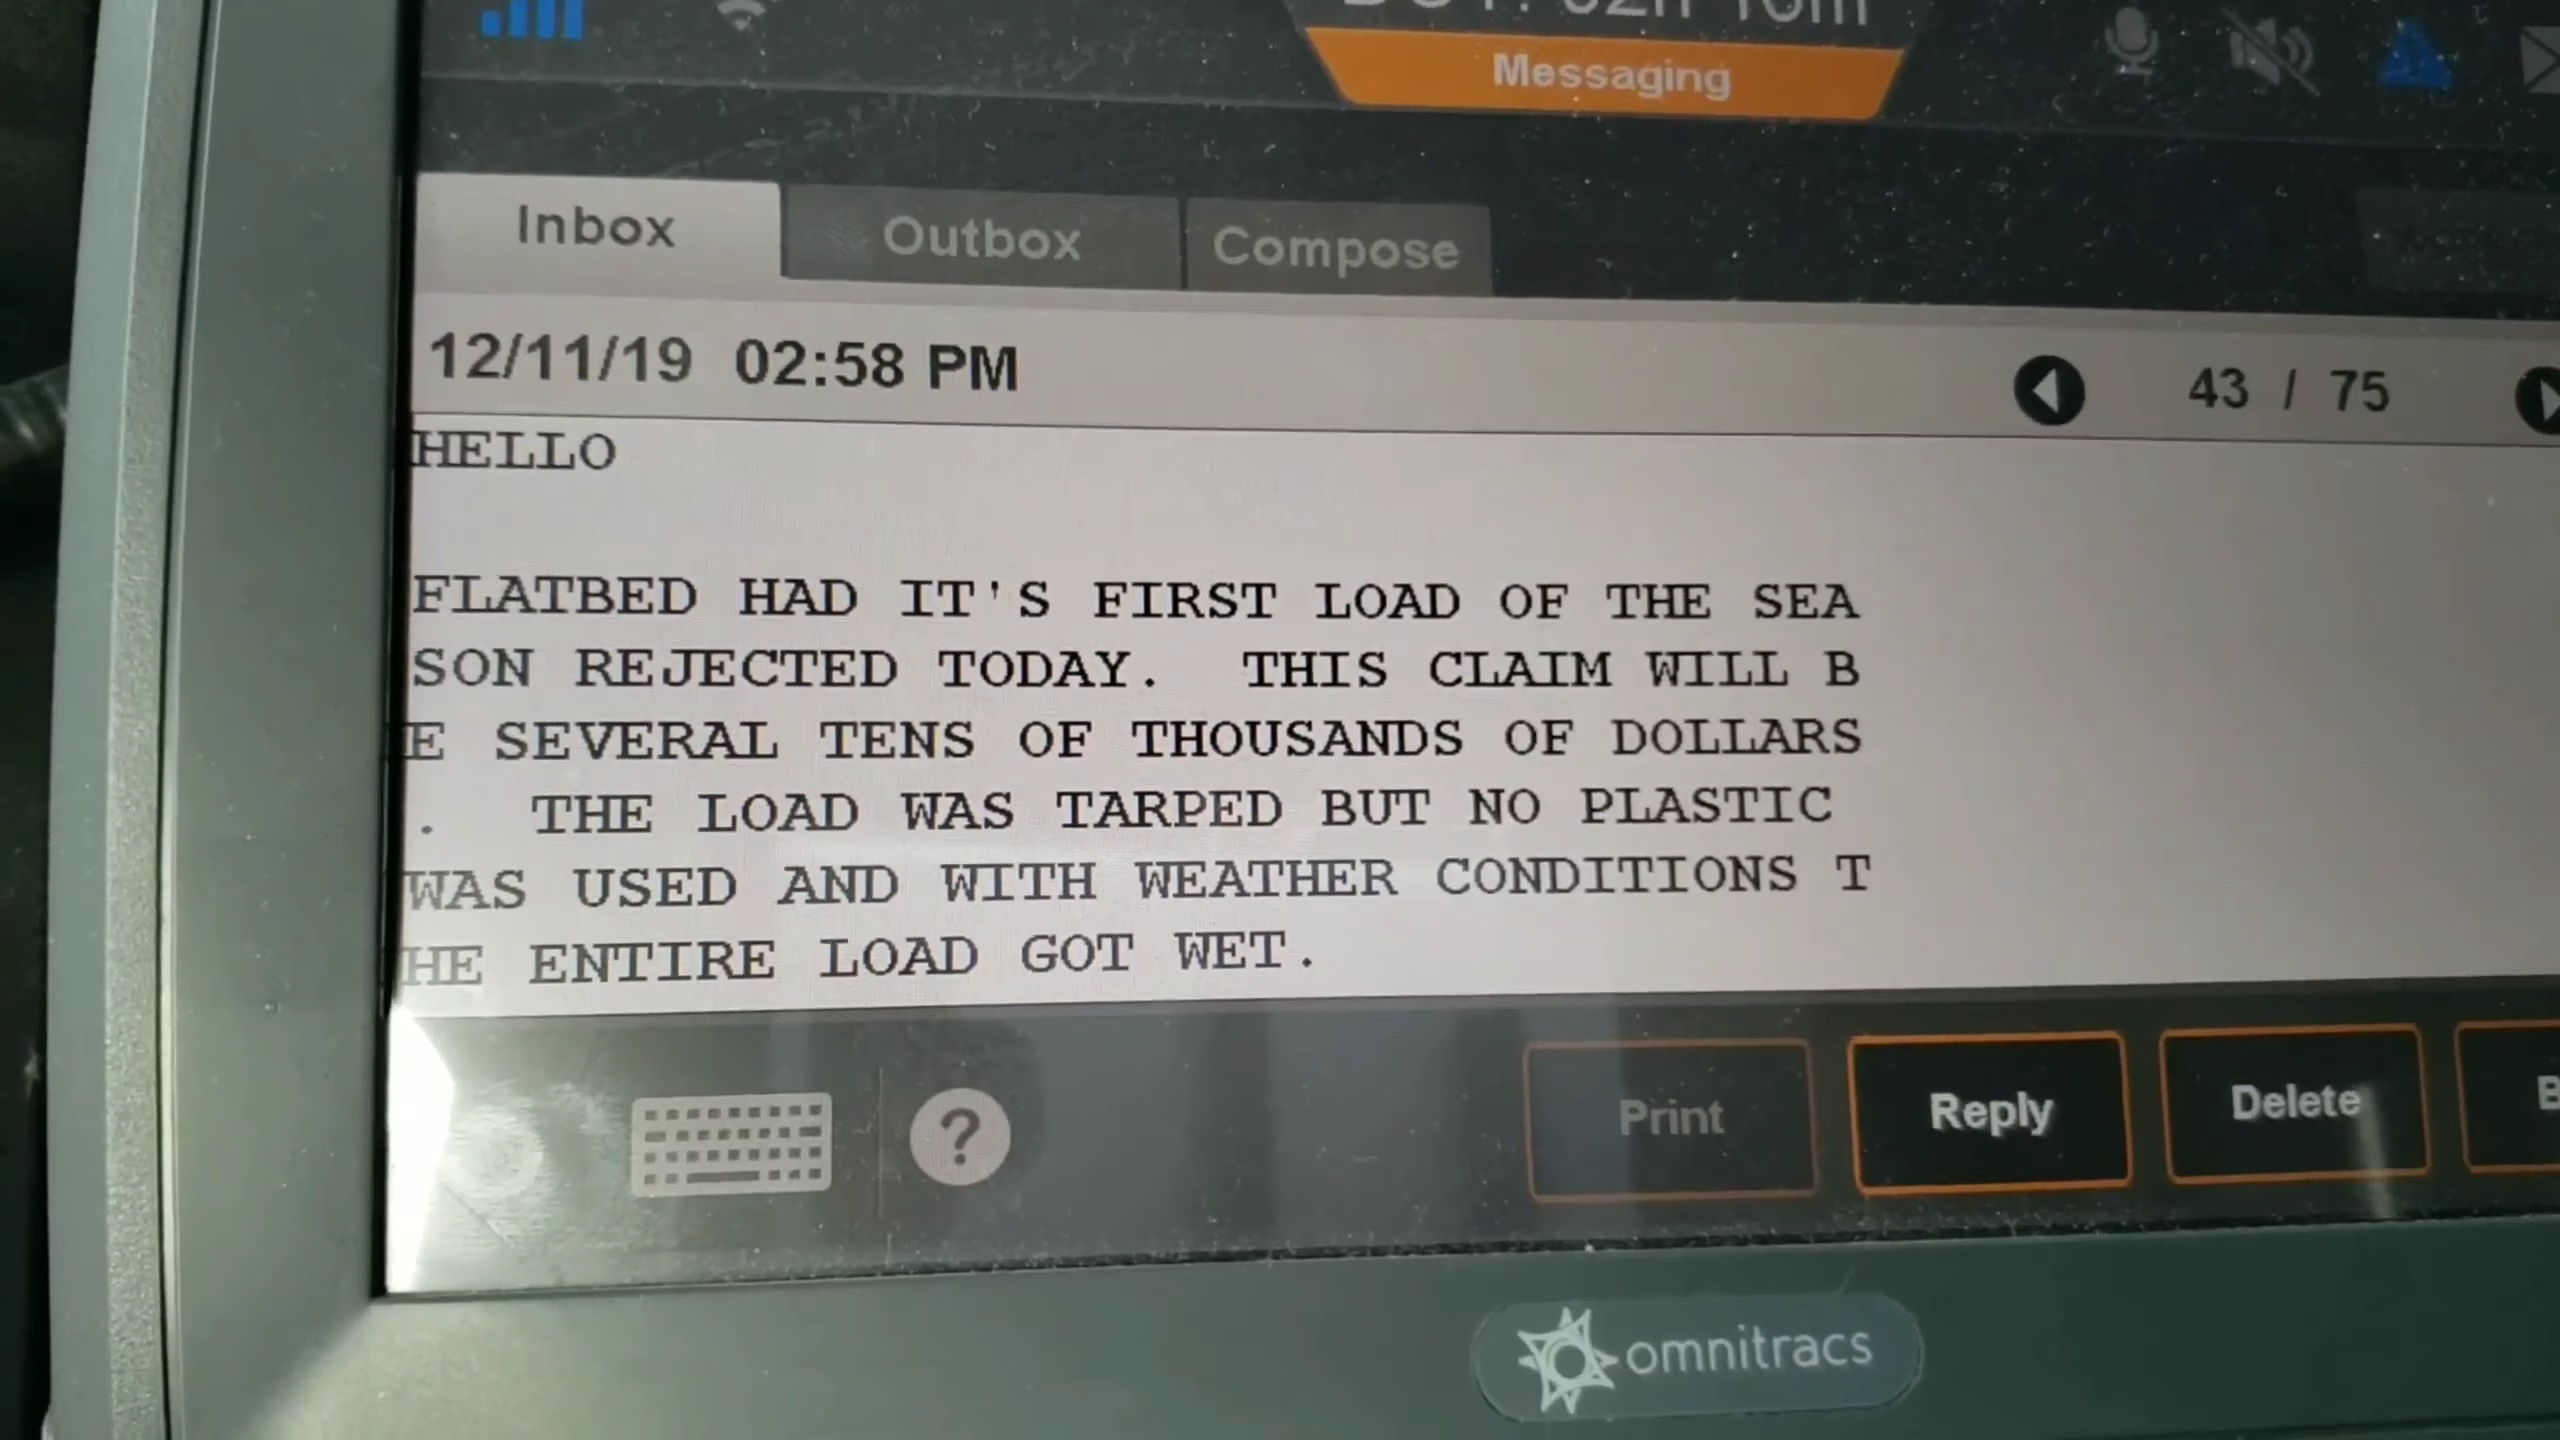 Messaging
Inbox Outbox Compose
12/11/19 02:58 PM 43 / 75
HELLO
FLATBED HAD IT'S FIRST LOAD OF THE SEA
SON REJECTED TODAY. THIS CLAIM WILL B
E SEVERAL TENS OF THOUSANDS OF DOLLARS
. THE LOAD WAS TARPED BUT NO PLASTIC
WAS USED AND WITH WEATHER CONDITIONS T
HE ENTIRE LOAD GOT WET.
? Print Reply Delete
omnitracs